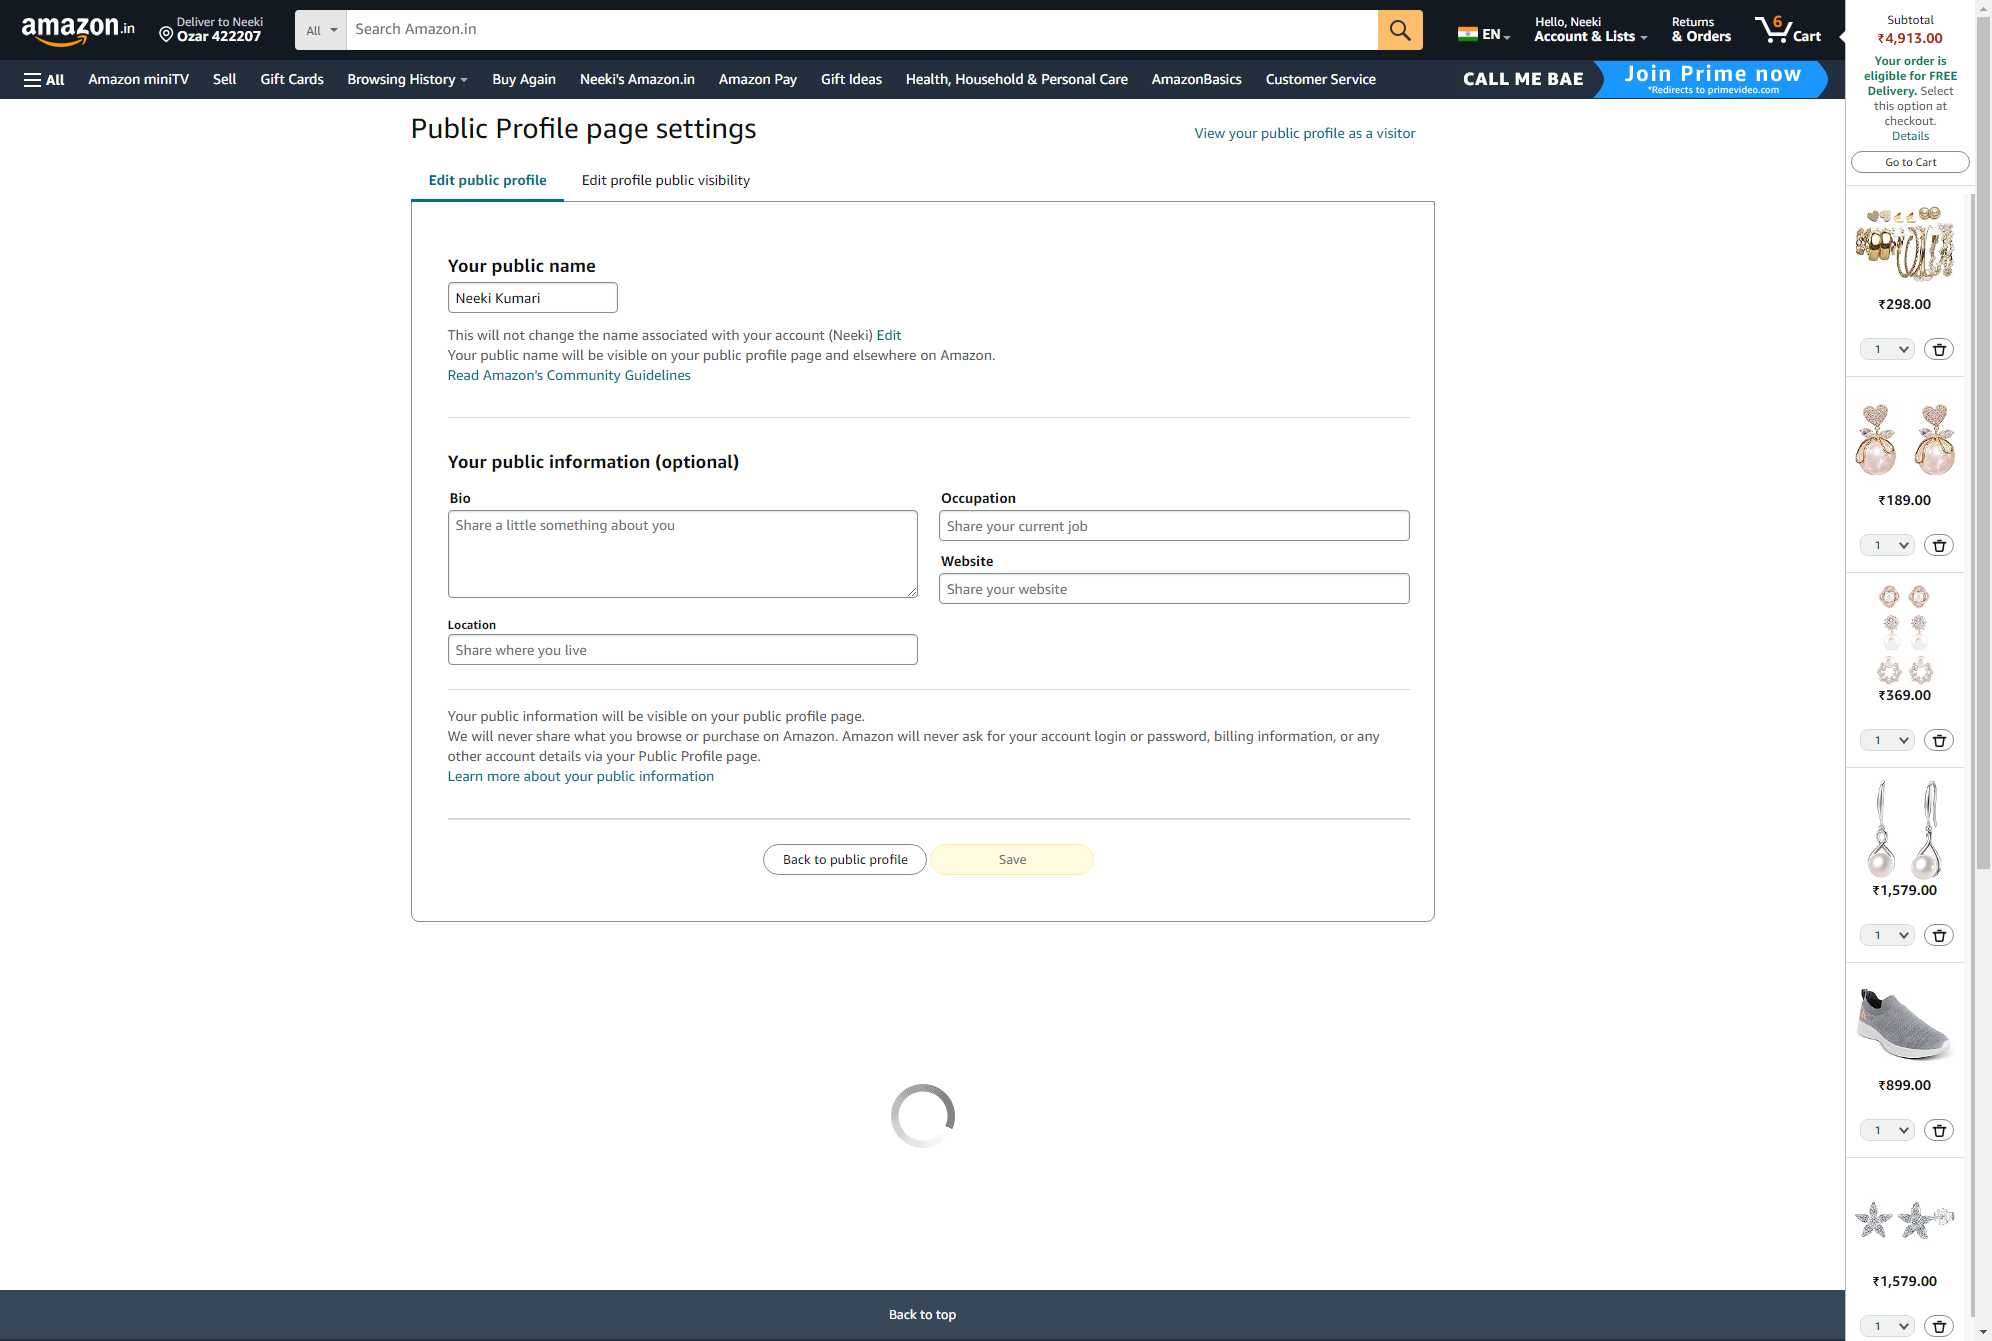 amazon.in
Deliver to Neeki
Ozar 422207
All
Search Amazon.in
EN
Hello, Neeki
Account & Lists
Returns
& Orders
6
Cart
All
Amazon miniTV
Sell
Gift Cards
Browsing History
Buy Again
Neeki's Amazon.in
Amazon Pay
Gift Ideas
Health, Household & Personal Care
AmazonBasics
Customer Service
CALL ME BAE
Join Prime now
*Redirects to primevideo.com
Public Profile page settings
View your public profile as a visitor
Edit public profile
Edit profile public visibility
Your public name
Neeki Kumari
This will not change the name associated with your account (Neeki) Edit
Your public name will be visible on your public profile page and elsewhere on Amazon.
Read Amazon's Community Guidelines
Your public information (optional)
Bio
Share a little something about you
Occupation
Share your current job
Website
Share your website
Location
Share where you live
Your public information will be visible on your public profile page.
We will never share what you browse or purchase on Amazon. Amazon will never ask for your account login or password, billing information, or any
other account details via your Public Profile page.
Learn more about your public information
Back to public profile
Save
Back to top
Subtotal
₹4,913.00
Your order is
eligible for FREE
Delivery. Select
this option at
checkout.
Details
Go to Cart
₹298.00
1
₹189.00
1
₹369.00
1
₹1,579.00
1
₹899.00
1
₹1,579.00
1